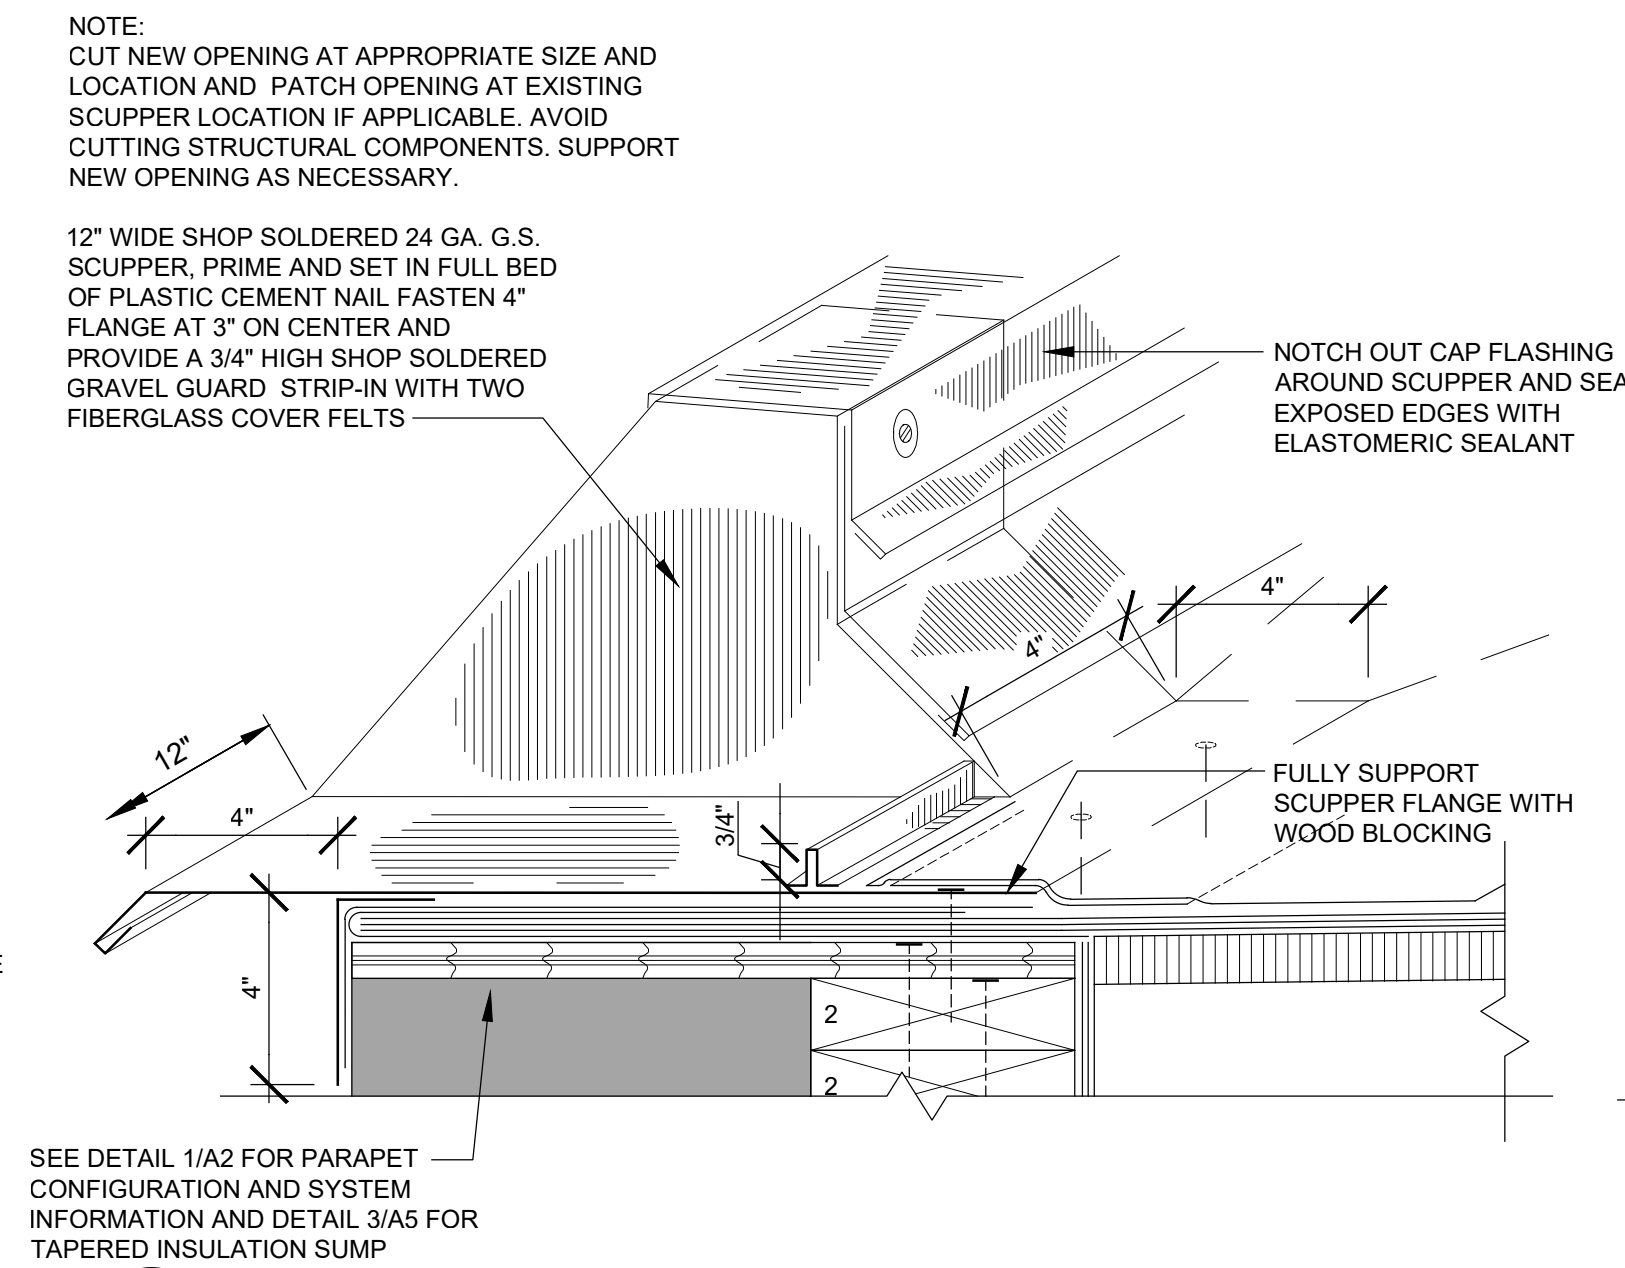 NOTE:
CUT NEW OPENING AT APPROPRIATE SIZE AND
LOCATION AND PATCH OPENING AT EXISTING
SCUPPER LOCATION IF APPLICABLE. AVOID
CUTTING STRUCTURAL COMPONENTS. SUPPORT
NEW OPENING AS NECESSARY.
12" WIDE SHOP SOLDERED 24 GA. G.S.
SCUPPER, PRIME AND SET IN FULL BED
OF PLASTIC CEMENT NAIL FASTEN 4"
FLANGE AT 3" ON CENTER AND
PROVIDE A 3/4" HIGH SHOP SOLDERED
GRAVEL GUARD STRIP-IN WITH TWO
FIBERGLASS COVER FELTS
NOTCH OUT CAP FLASHING
AROUND SCUPPER AND SEA
EXPOSED EDGES WITH
ELASTOMERIC SEALANT
4"
4"
12"
4"
3/4"
FULLY SUPPORT
SCUPPER FLANGE WITH
WOOD BLOCKING
E
4"
2
2
SEE DETAIL 1/A2 FOR PARAPET
CONFIGURATION AND SYSTEM
INFORMATION AND DETAIL 3/A5 FOR
TAPERED INSULATION SUMP